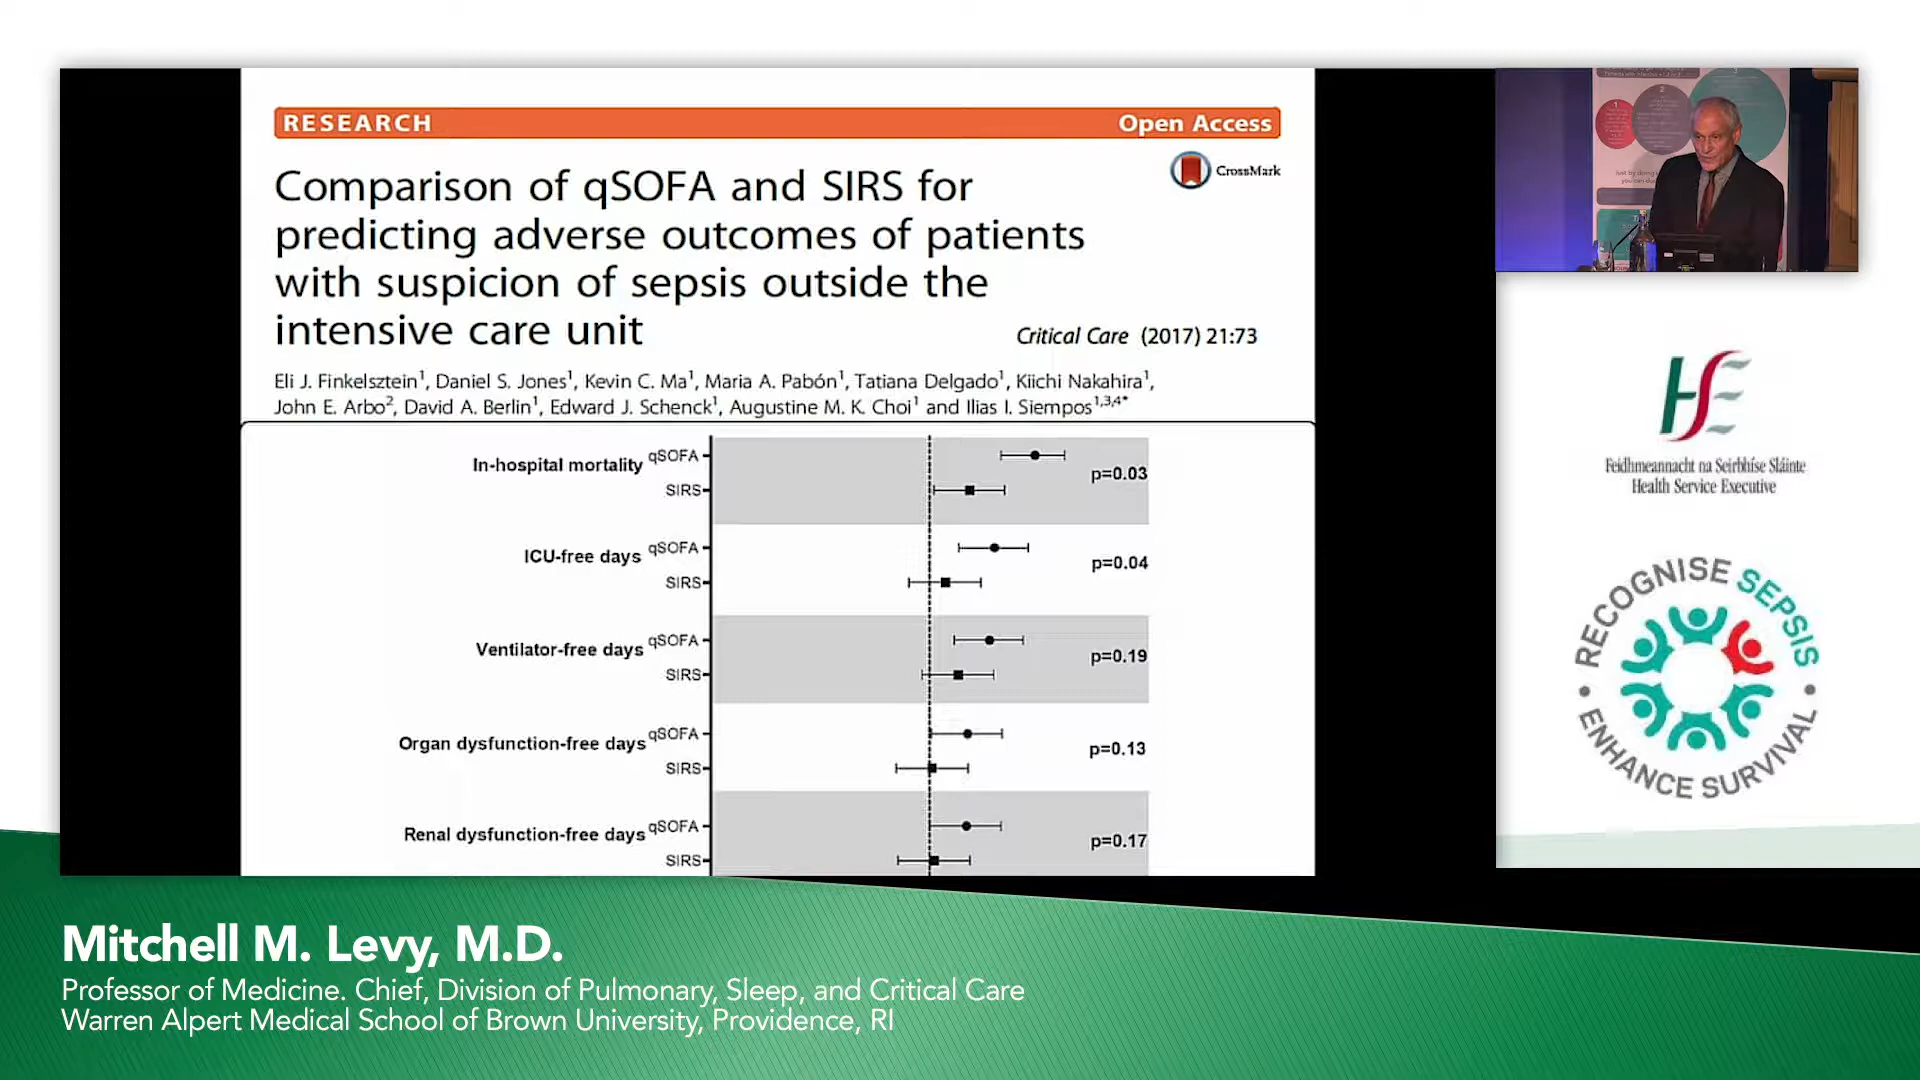 RESEARCH Open Access
CrossMark
Comparison of qSOFA and SIRS for
predicting adverse outcomes of patients
with suspicion of sepsis outside the
intensive care unit
Critical Care (2017) 21:73
Eli J. Finkelsztein1, Daniel S. Jones1, Kevin C. Ma1, Maria A. Pabón1, Tatiana Delgado1, Kiichi Nakahira1,
John E. Arbo2, David A. Berlin1, Edward J. Schenck1, Augustine M. K. Choi1 and Ilias I. Siempos1,3,4*
In-hospital mortality
qSOFA
SIRS
p=0.03
ICU-free days
qSOFA
SIRS
p=0.04
Ventilator-free days
qSOFA
SIRS
p=0.19
Organ dysfunction-free days
qSOFA
SIRS
p=0.13
Renal dysfunction-free days
qSOFA
SIRS
p=0.17
1
2
3
HSE
Feidhmeannacht na Seirbhíse Sláinte
Health Service Executive
RECOGNISE SEPSIS
ENHANCE SURVIVAL
Mitchell M. Levy, M.D.
Professor of Medicine. Chief, Division of Pulmonary, Sleep, and Critical Care
Warren Alpert Medical School of Brown University, Providence, RI